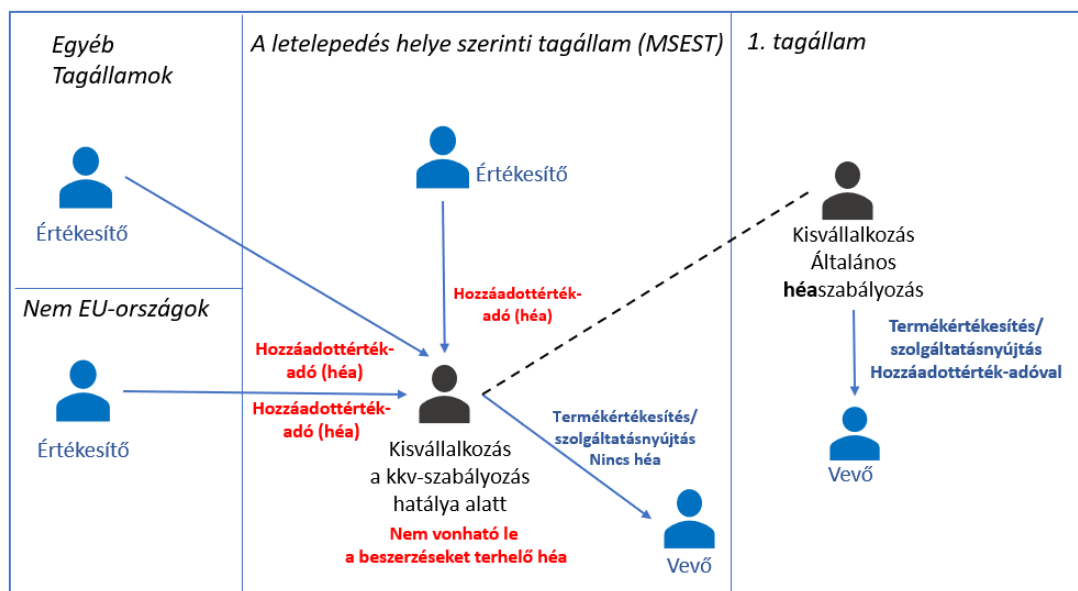 Egyéb
Tagállamok
Értékesítő
Nem EU-országok
Értékesítő
A letelepedés helye szerinti tagállam (MSEST)
Értékesítő
Hozzáadottérték-
adó (héa)
Hozzáadottérték-
adó (héa)
Hozzáadottérték-
adó (héa)
Kisvállalkozás
a kkv-szabályozás
hatálya alatt
Nem vonható le
a beszerzéseket terhelő héa
Termékértékesítés/
szolgáltatásnyújtás
Nincs héa
Vevő
1. tagállam
Kisvállalkozás
Általános
héaszabályozás
Termékértékesítés/
szolgáltatásnyújtás
Hozzáadottérték-adóval
Vevő